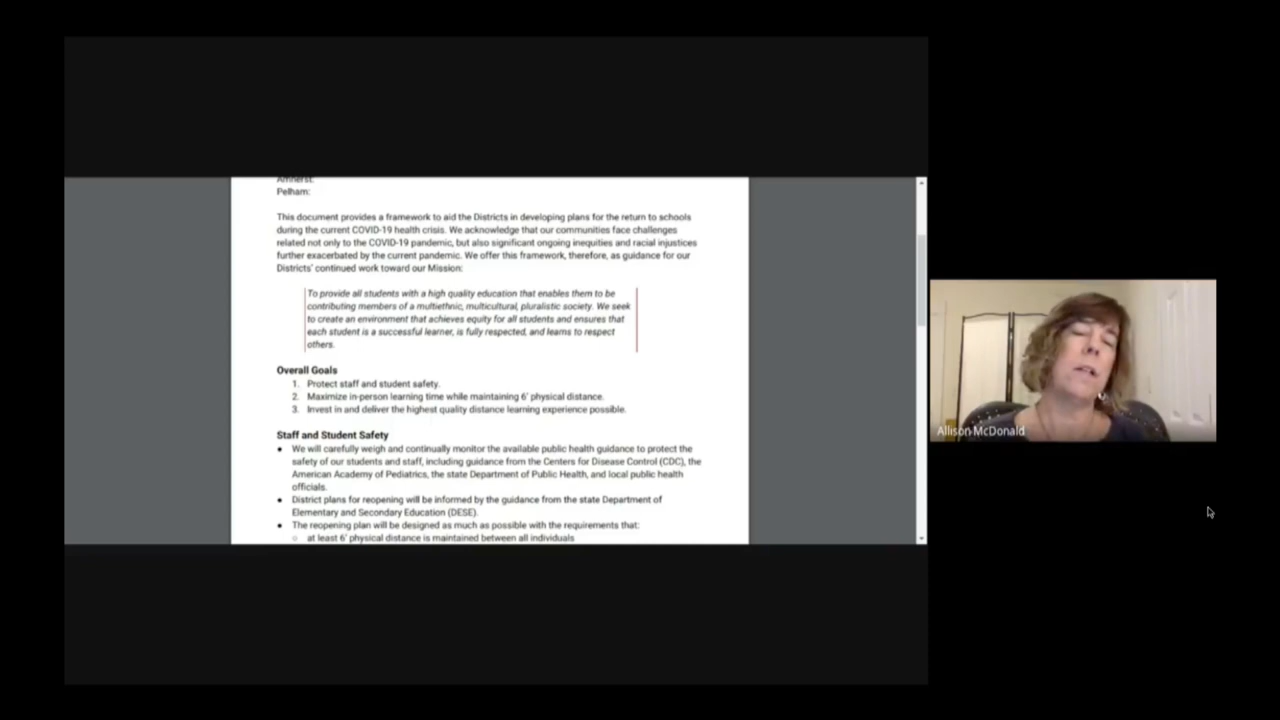 Amherst:
Pelham:
This document provides a framework to aid the Districts in developing plans for the return to schools
during the current COVID-19 health crisis. We acknowledge that our communities face challenges
related not only to the COVID-19 pandemic, but also significant ongoing inequities and racial injustices
further exacerbated by the current pandemic. We offer this framework, therefore, as guidance for our
Districts' continued work toward our Mission:
To provide all students with a high quality education that enables them to be
contributing members of a multiethnic, multicultural, pluralistic society. We seek
to create an environment that achieves equity for all students and ensures that
each student is a successful learner, is fully respected, and learns to respect
others.
Overall Goals
1. Protect staff and student safety.
2. Maximize in-person learning time while maintaining 6' physical distance.
3. Invest in and deliver the highest quality distance learning experience possible.
Staff and Student Safety
● We will carefully weigh and continually monitor the available public health guidance to protect the
safety of our students and staff, including guidance from the Centers for Disease Control (CDC), the
American Academy of Pediatrics, the state Department of Public Health, and local public health
officials.
● District plans for reopening will be informed by the guidance from the state Department of
Elementary and Secondary Education (DESE).
● The reopening plan will be designed as much as possible with the requirements that:
○ at least 6' physical distance is maintained between all individuals
Allison McDonald